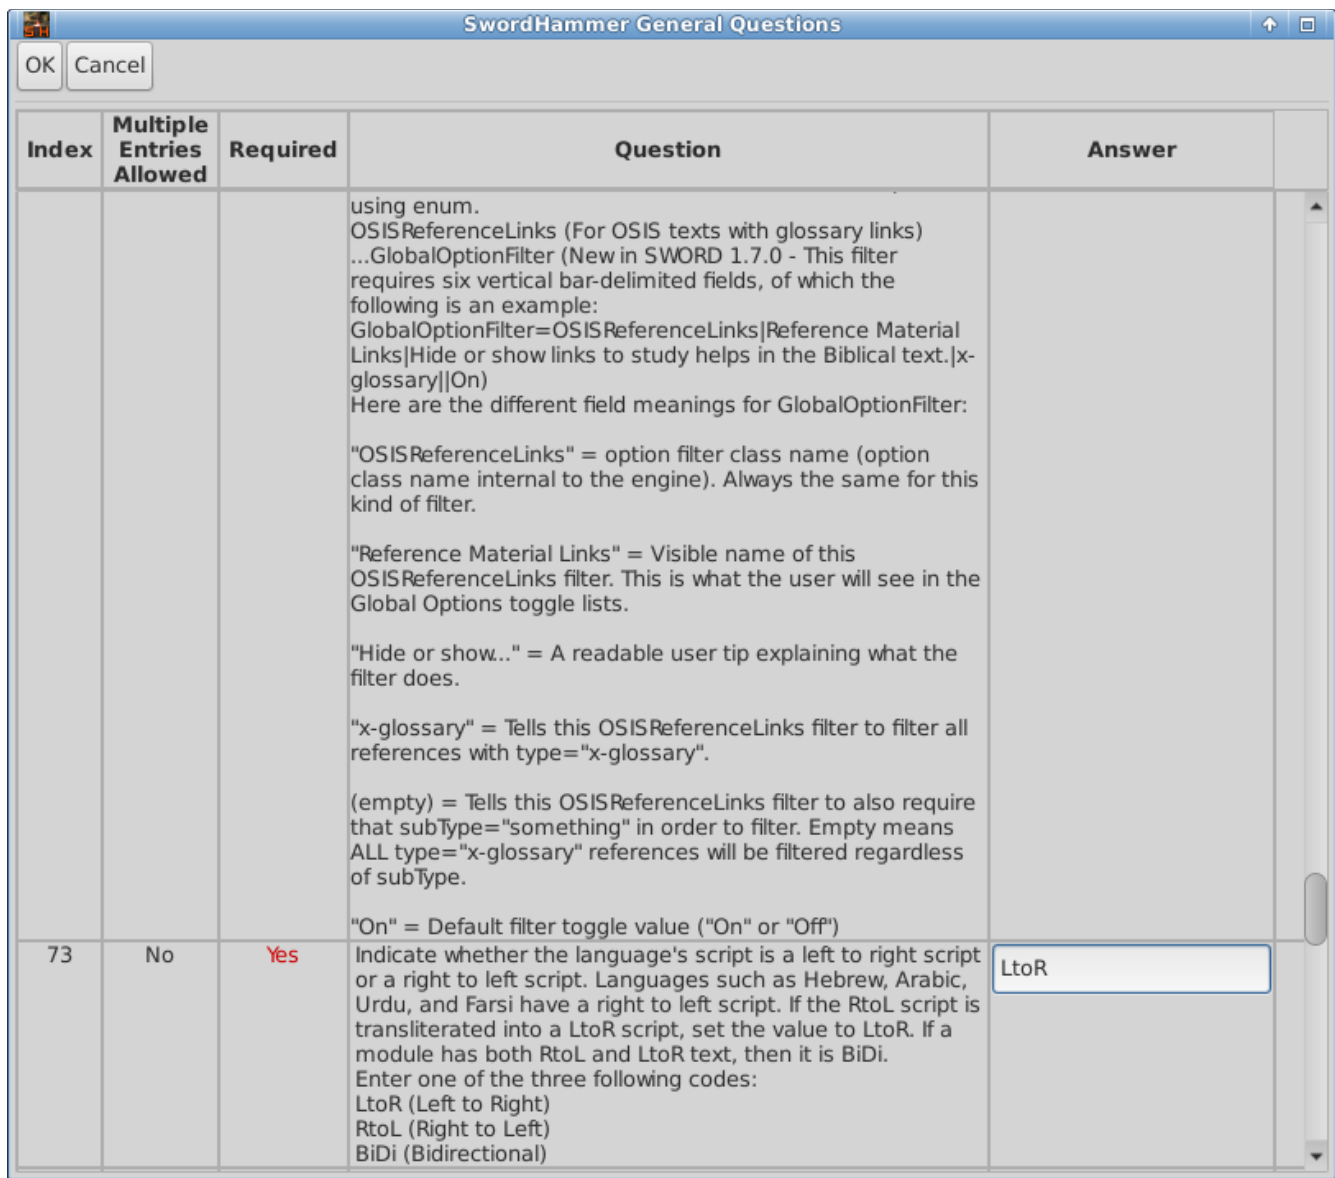 SwordHammer General Questions
OK Cancel
Index
Multiple
Entries
Allowed
Required
Question
Answer
using enum.
OSISReferenceLinks (For OSIS texts with glossary links)
...GlobalOptionFilter (New in SWORD 1.7.0 - This filter
requires six vertical bar-delimited fields, of which the
following is an example:
GlobalOptionFilter=OSISReferenceLinks|Reference Material
Links|Hide or show links to study helps in the Biblical text.|x-
glossary||On)
Here are the different field meanings for GlobalOptionFilter:
"OSISReferenceLinks" = option filter class name (option
class name internal to the engine). Always the same for this
kind of filter.
"Reference Material Links" = Visible name of this
OSISReferenceLinks filter. This is what the user will see in the
Global Options toggle lists.
"Hide or show..." = A readable user tip explaining what the
filter does.
"x-glossary" = Tells this OSISReferenceLinks filter to filter all
references with type="x-glossary".
(empty) = Tells this OSISReferenceLinks filter to also require
that subType="something" in order to filter. Empty means
ALL type="x-glossary" references will be filtered regardless
of subType.
"On" = Default filter toggle value ("On" or "Off")
73
No
Yes
Indicate whether the language's script is a left to right script
or a right to left script. Languages such as Hebrew, Arabic,
Urdu, and Farsi have a right to left script. If the RtoL script is
transliterated into a LtoR script, set the value to LtoR. If a
module has both RtoL and LtoR text, then it is BiDi.
Enter one of the three following codes:
LtoR (Left to Right)
RtoL (Right to Left)
BiDi (Bidirectional)
LtoR